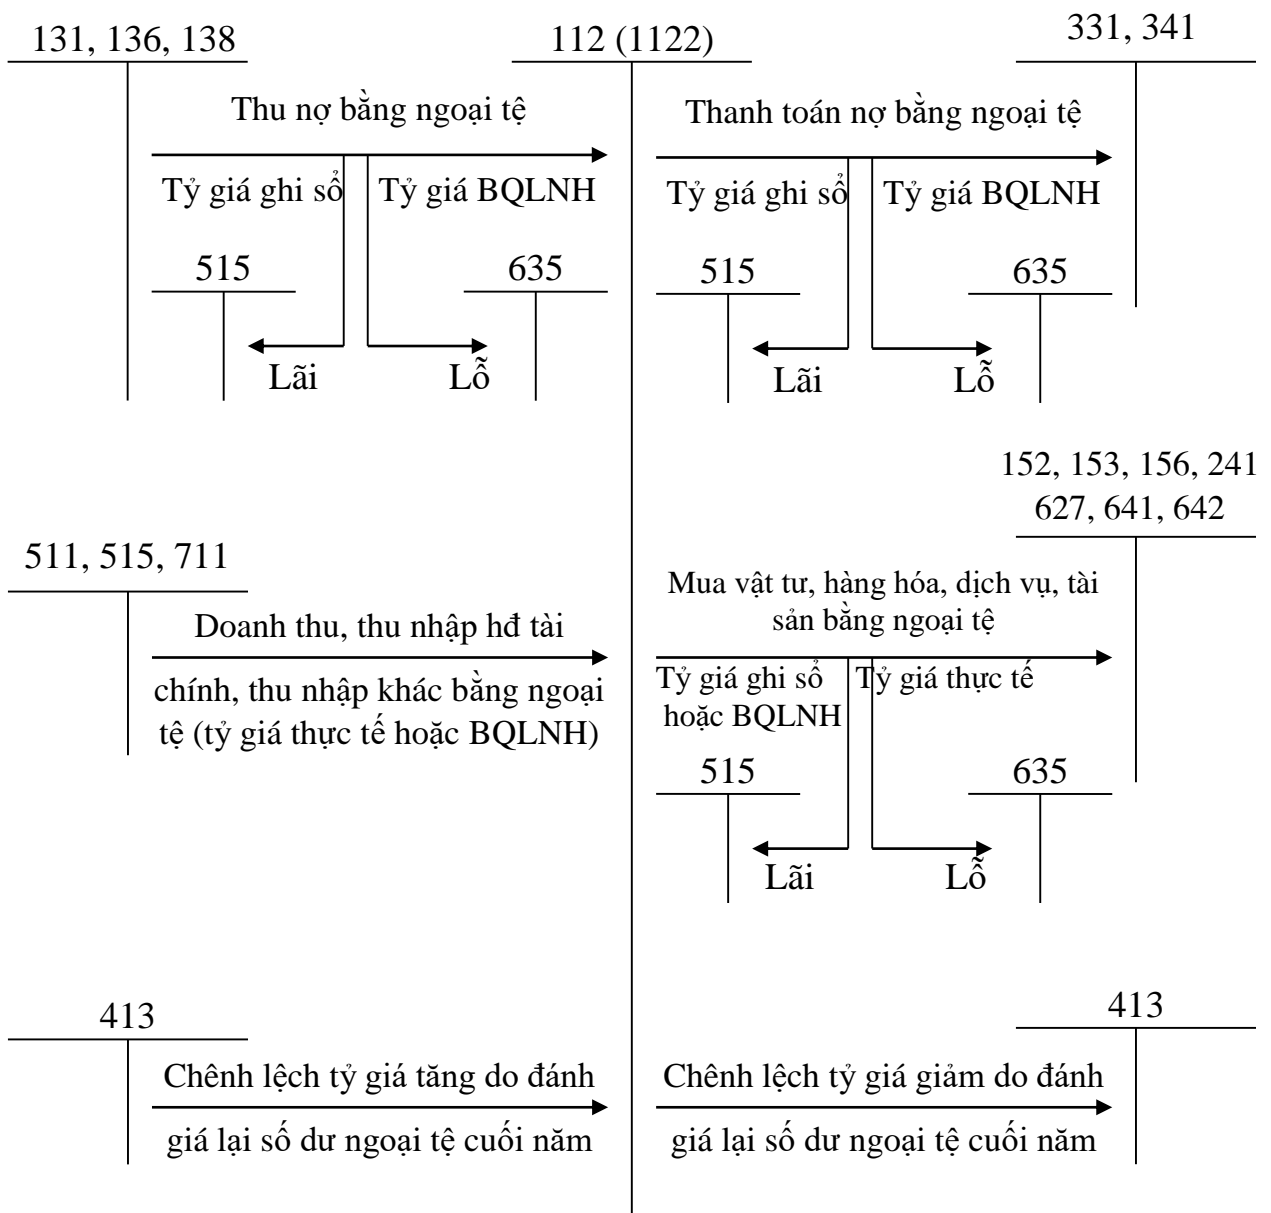 131, 136, 138
112 (1122)
331, 341
Thu nợ bằng ngoại tệ
Thanh toán nợ bằng ngoại tệ
Tỷ giá ghi sổ
Tỷ giá BQLNH
Tỷ giá ghi sổ
Tỷ giá BQLNH
515
635
515
635
Lãi
Lỗ
Lãi
Lỗ
152, 153, 156, 241
627, 641, 642
511, 515, 711
Doanh thu, thu nhập hđ tài
chính, thu nhập khác bằng ngoại
tệ (tỷ giá thực tế hoặc BQLNH)
Mua vật tư, hàng hóa, dịch vụ, tài
sản bằng ngoại tệ
Tỷ giá ghi sổ
hoặc BQLNH
Tỷ giá thực tế
515
635
Lãi
Lỗ
413
413
Chênh lệch tỷ giá tăng do đánh
giá lại số dư ngoại tệ cuối năm
Chênh lệch tỷ giá giảm do đánh
giá lại số dư ngoại tệ cuối năm